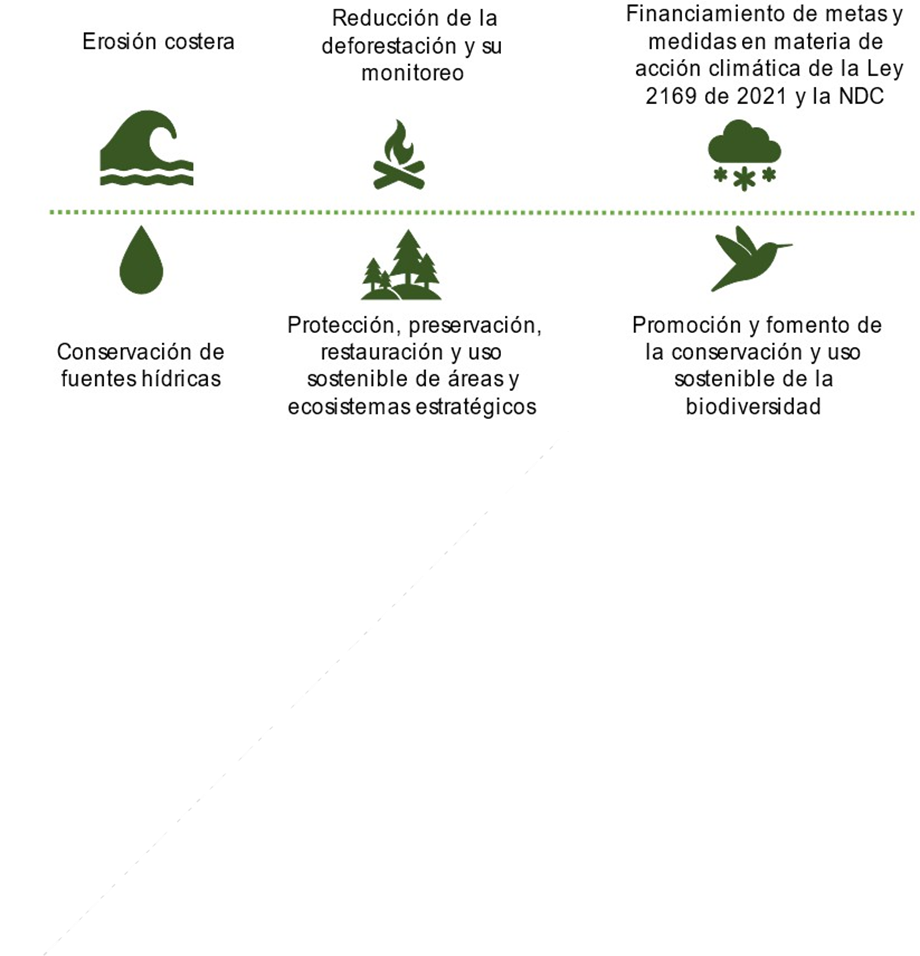 Erosión costera
Reducción de la
deforestación y su
monitoreo
Financiamiento de metas y
medidas en materia de
acción climática de la Ley
2169 de 2021 y la NDC
Conservación de
fuentes hídricas
Protección, preservación,
restauración y uso
sostenible de áreas y
ecosistemas estratégicos
Promoción y fomento de
la conservación y uso
sostenible de la
biodiversidad